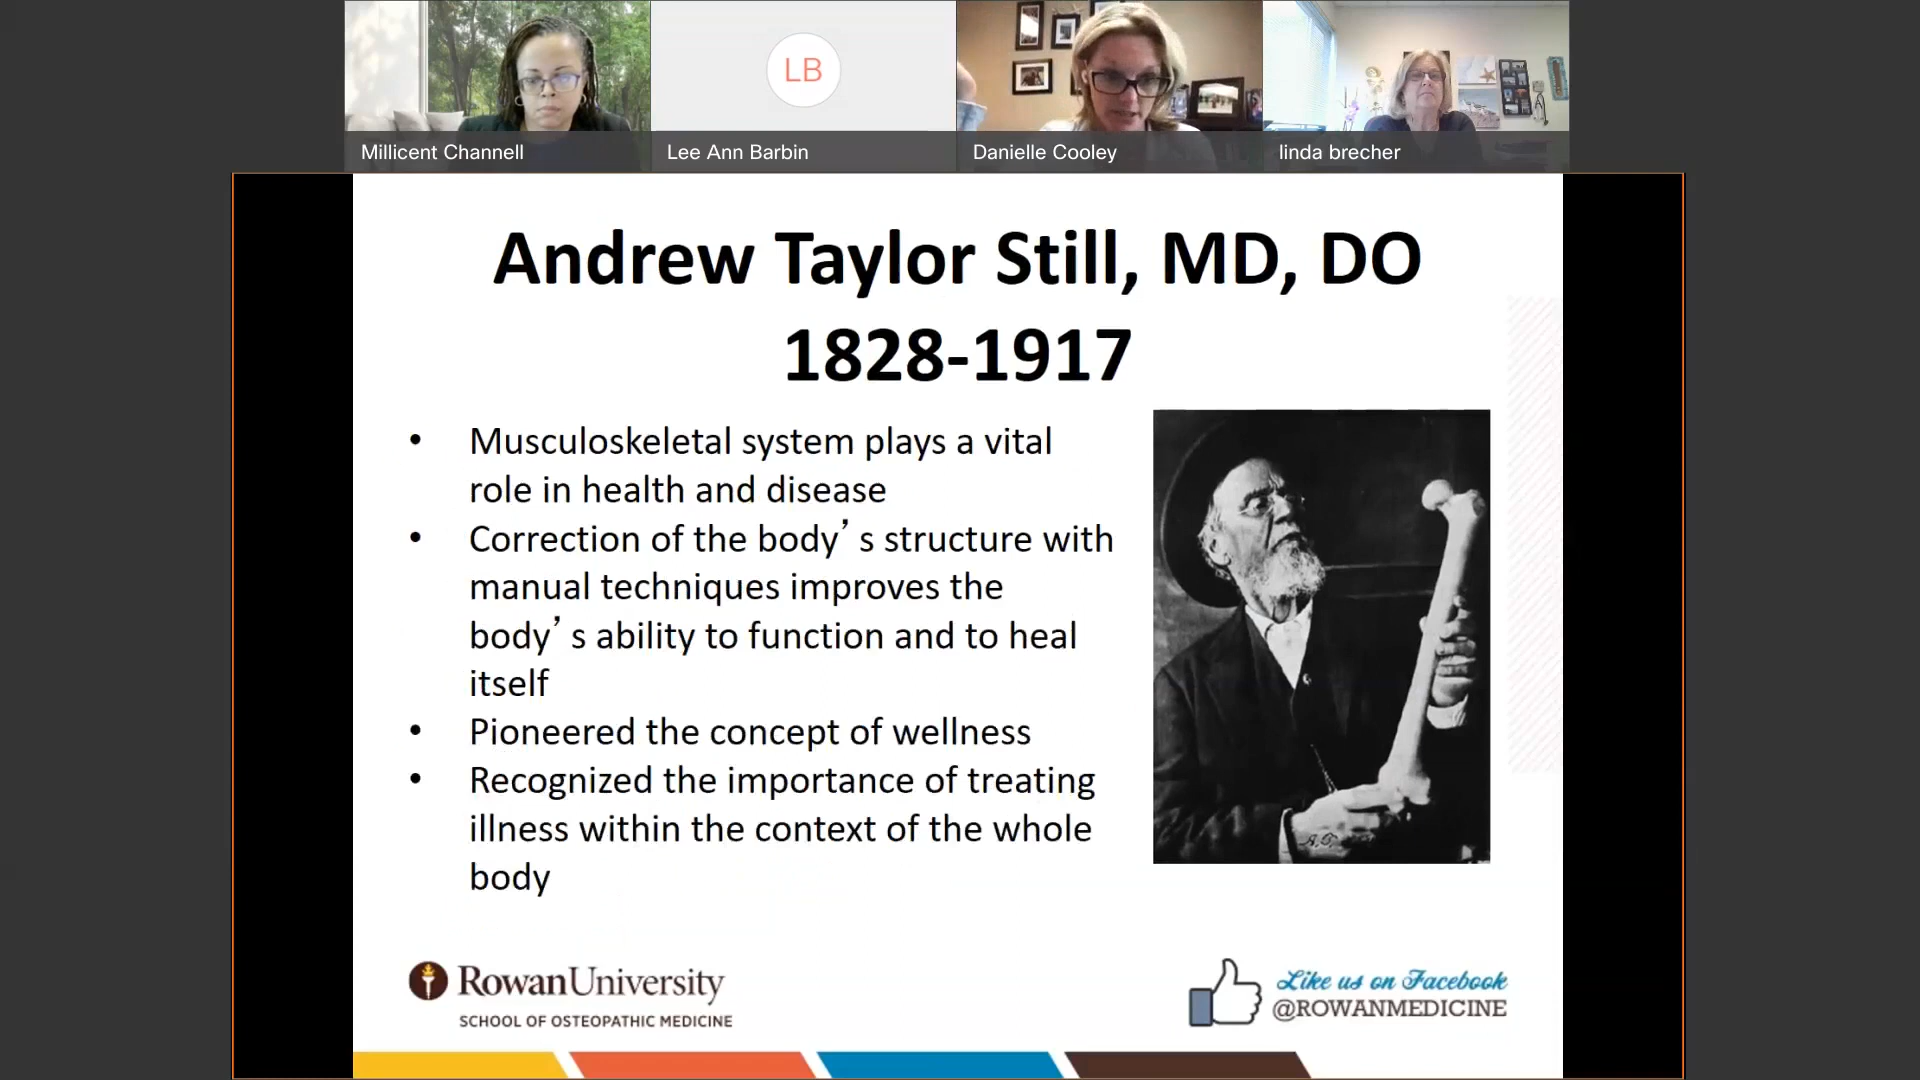 LB
Millicent Channell
Lee Ann Barbin
Danielle Cooley
linda brecher
Andrew Taylor Still, MD, DO
1828-1917
• Musculoskeletal system plays a vital
role in health and disease
• Correction of the body’s structure with
manual techniques improves the
body’s ability to function and to heal
itself
• Pioneered the concept of wellness
• Recognized the importance of treating
illness within the context of the whole
body
A.T.
RowanUniversity
SCHOOL OF OSTEOPATHIC MEDICINE
Like us on Facebook
@ROWANMEDICINE